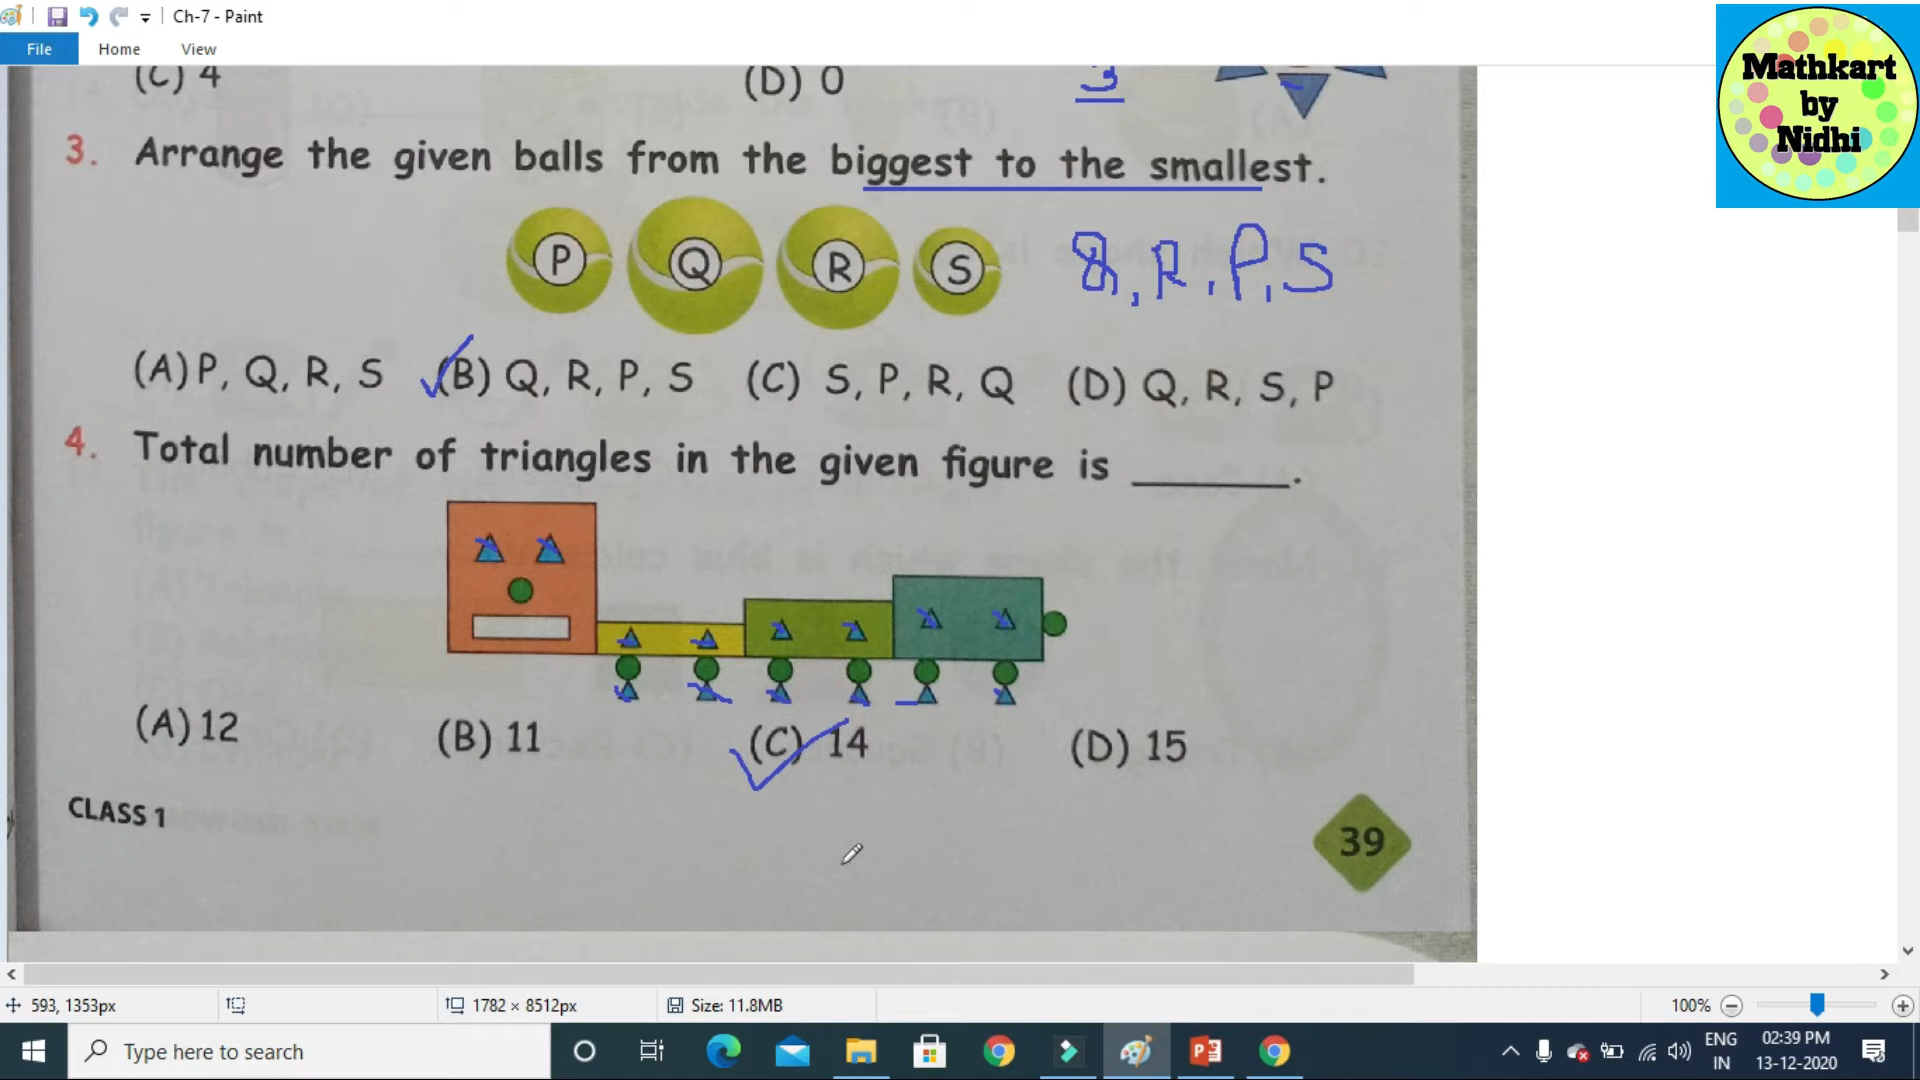 Ch-7 - Paint
File Home View
Mathkart
by
Nidhi
(C) 4 (D) 0 3
3. Arrange the given balls from the biggest to the smallest.
P Q R S
Q, R, P, S
(A) P, Q, R, S (B) Q, R, P, S (C) S, P, R, Q (D) Q, R, S, P
4. Total number of triangles in the given figure is ________.
(A) 12 (B) 11 (C) 14 (D) 15
CLASS 1
39
593, 1353px 1782 × 8512px Size: 11.8MB 100%
Type here to search
ENG 02:39 PM
IN 13-12-2020